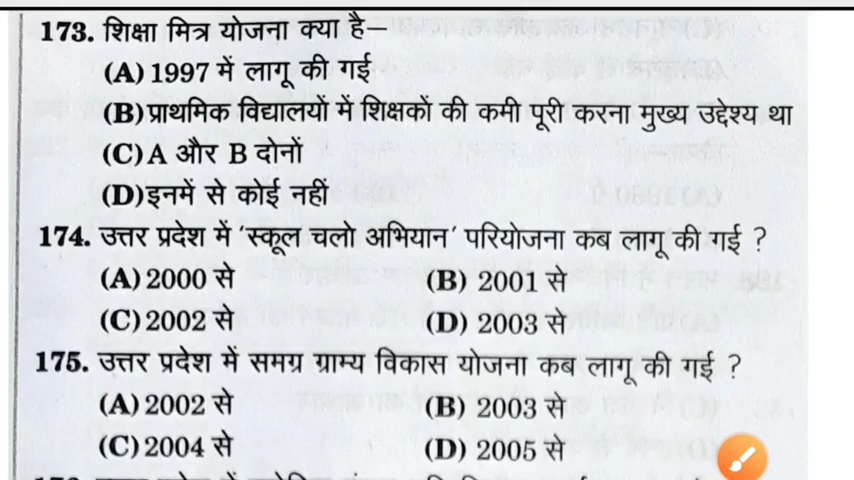 173. शिक्षा मित्र योजना क्या है–
(A) 1997 में लागू की गई
(B) प्राथमिक विद्यालयों में शिक्षकों की कमी पूरी करना मुख्य उद्देश्य था
(C) A और B दोनों
(D) इनमें से कोई नहीं
174. उत्तर प्रदेश में 'स्कूल चलो अभियान' परियोजना कब लागू की गई ?
(A) 2000 से (B) 2001 से
(C) 2002 से (D) 2003 से
175. उत्तर प्रदेश में समग्र ग्राम्य विकास योजना कब लागू की गई ?
(A) 2002 से (B) 2003 से
(C) 2004 से (D) 2005 से